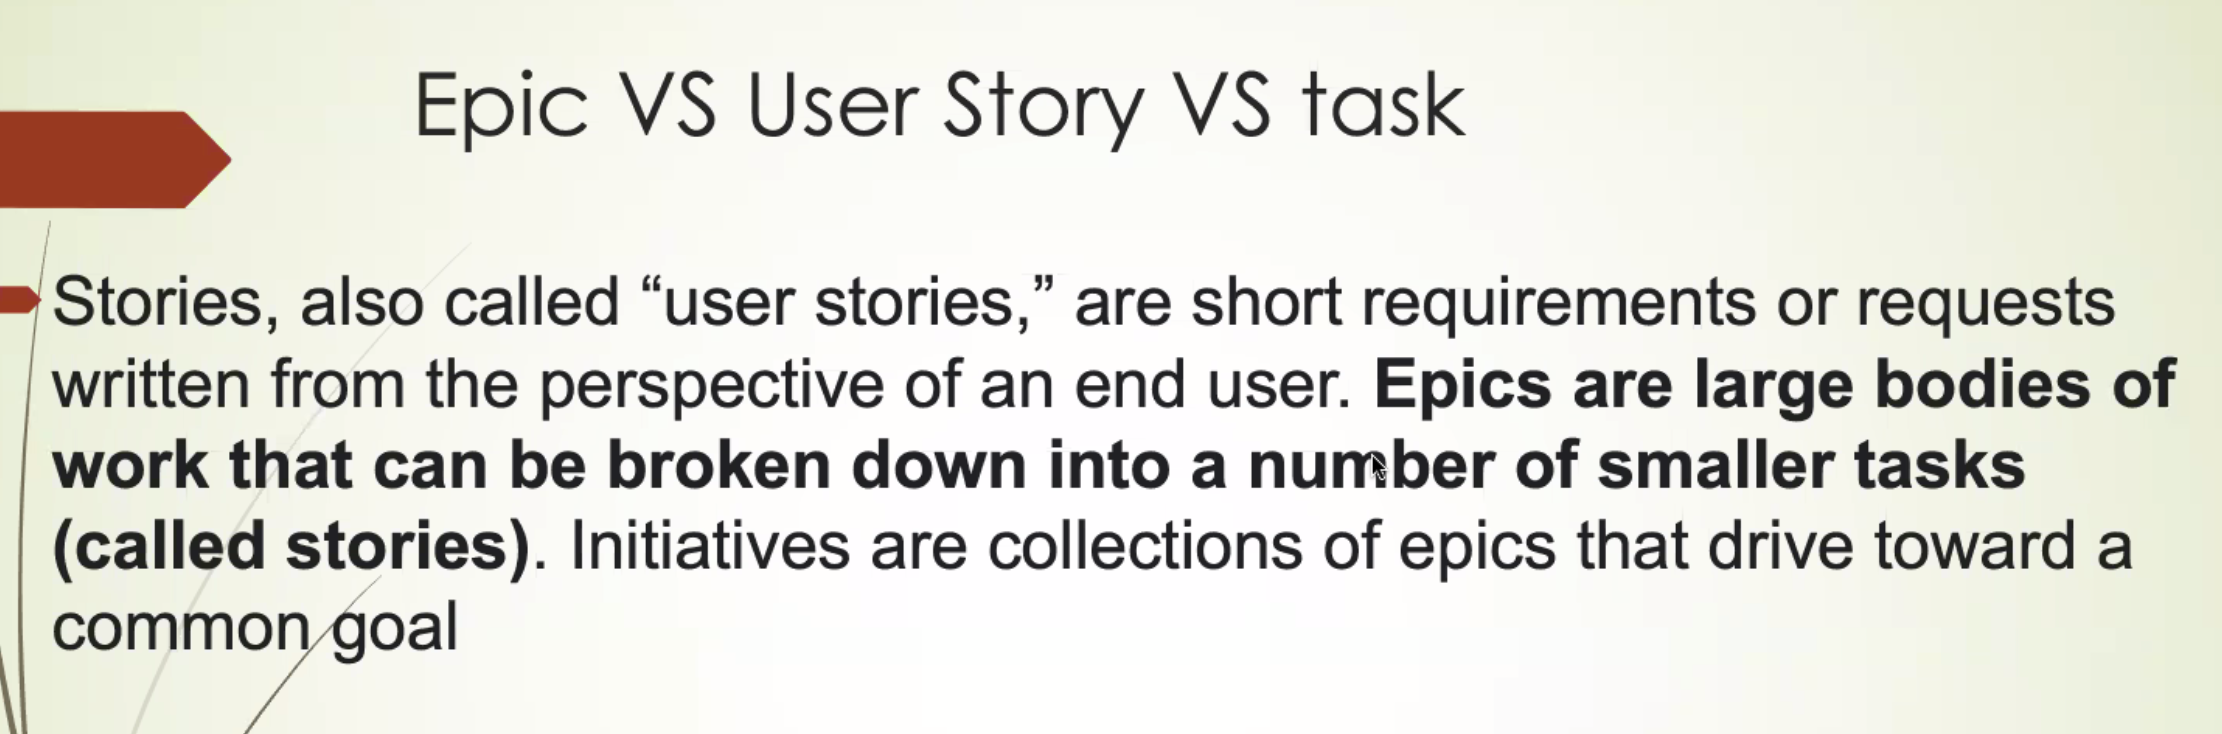 Epic VS User Story VS task
Stories, also called “user stories,” are short requirements or requests
written from the perspective of an end user. Epics are large bodies of
work that can be broken down into a number of smaller tasks
(called stories). Initiatives are collections of epics that drive toward a
common goal